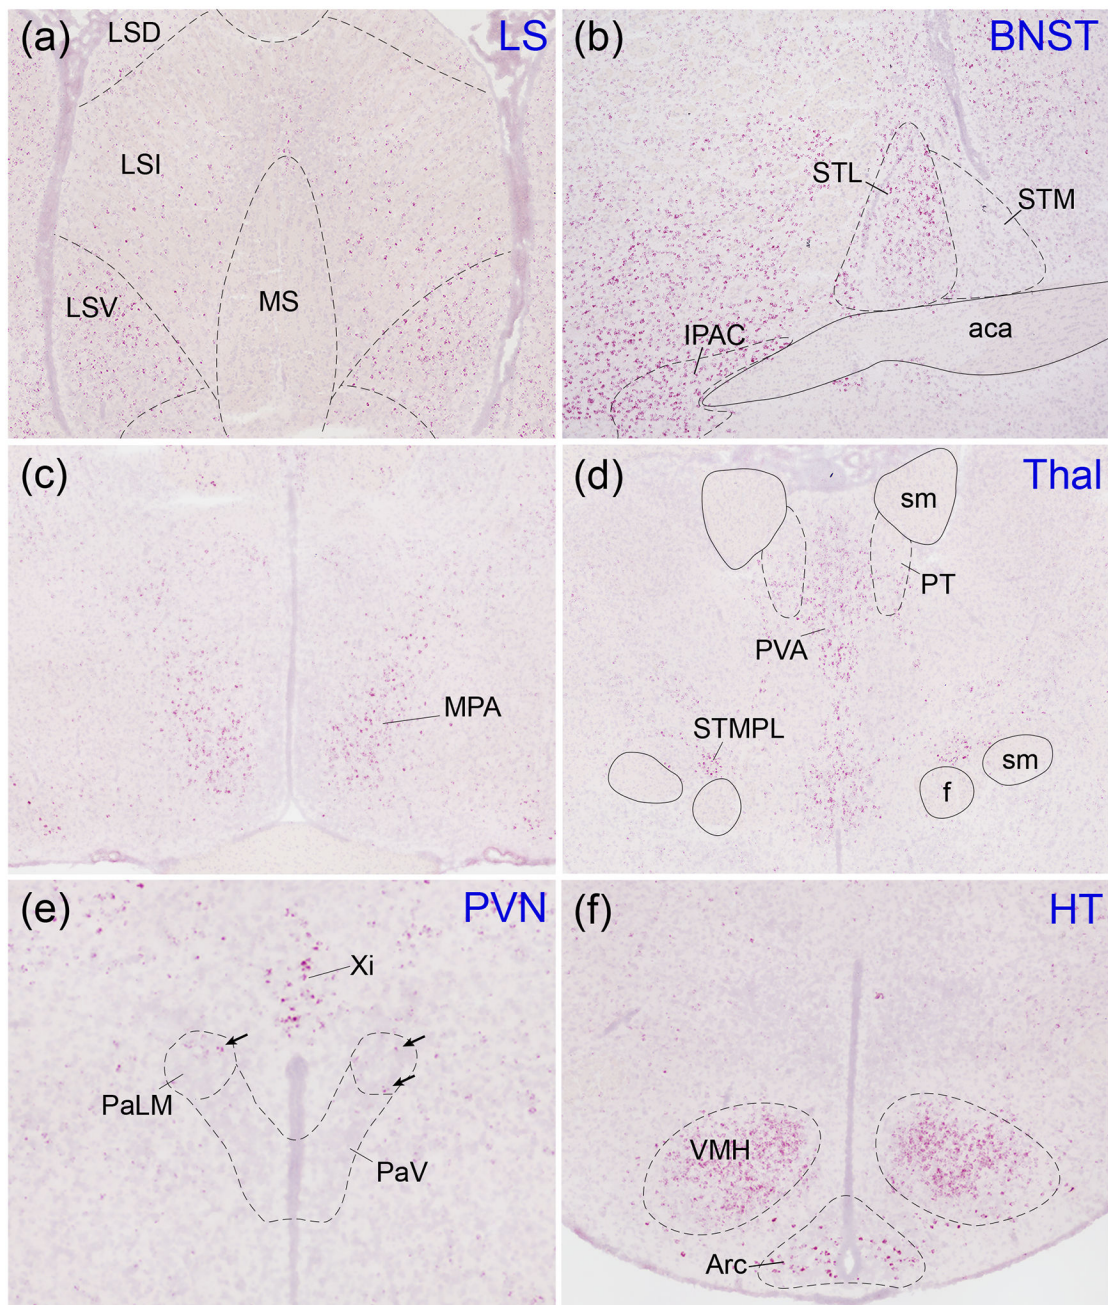 (a) LSD LS
LSI
LSV MS
(b) BNST
STL
STM
IPAC
aca
(c)
MPA
(d) Thal
sm
PT
PVA
STMPL
sm
f
(e) PVN
Xi
PaLM
PaV
(f) HT
VMH
Arc